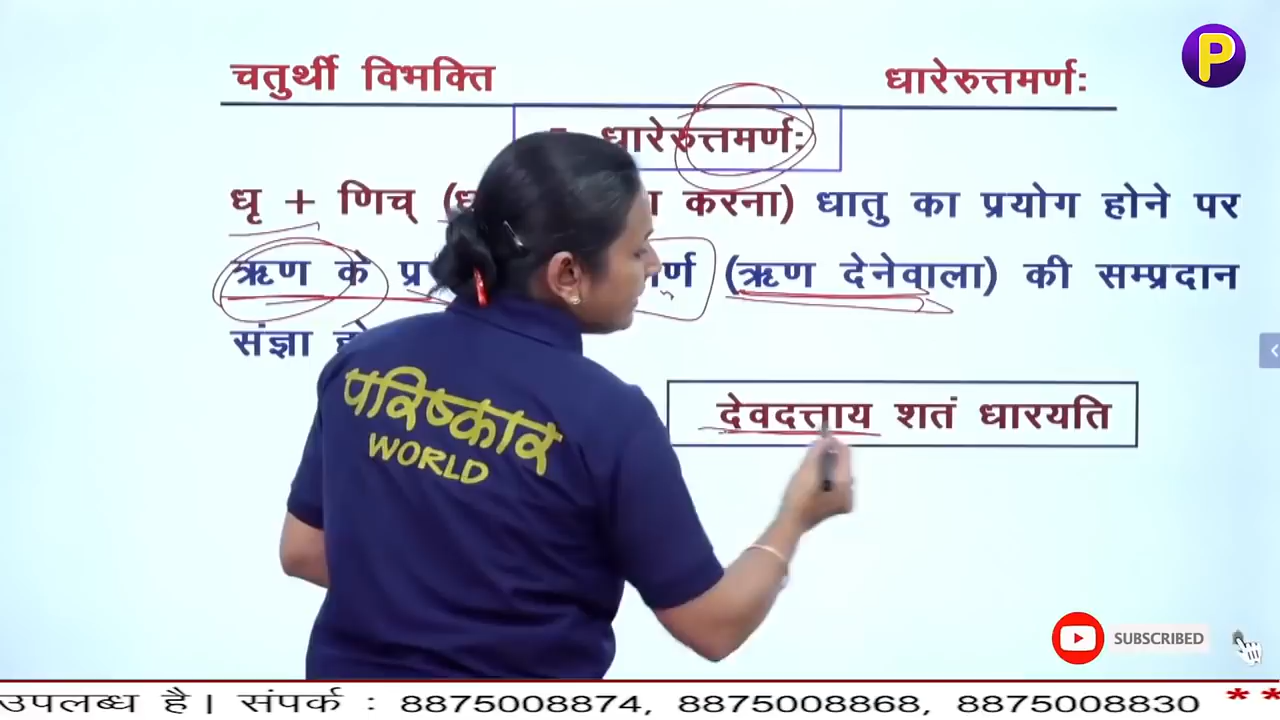 P
चतुर्थी विभक्ति धारेरुत्तमर्णः
धारेरुत्तमर्णः
धृ + णिच् करना) धातु का प्रयोग होने पर
ऋण के (ऋण देनेवाला) की सम्प्रदान
संज्ञा
देवदत्ताय शतं धारयति
परिष्कार
WORLD
SUBSCRIBED
उपलब्ध है। संपर्क : 8875008874, 8875008868, 8875008830 **